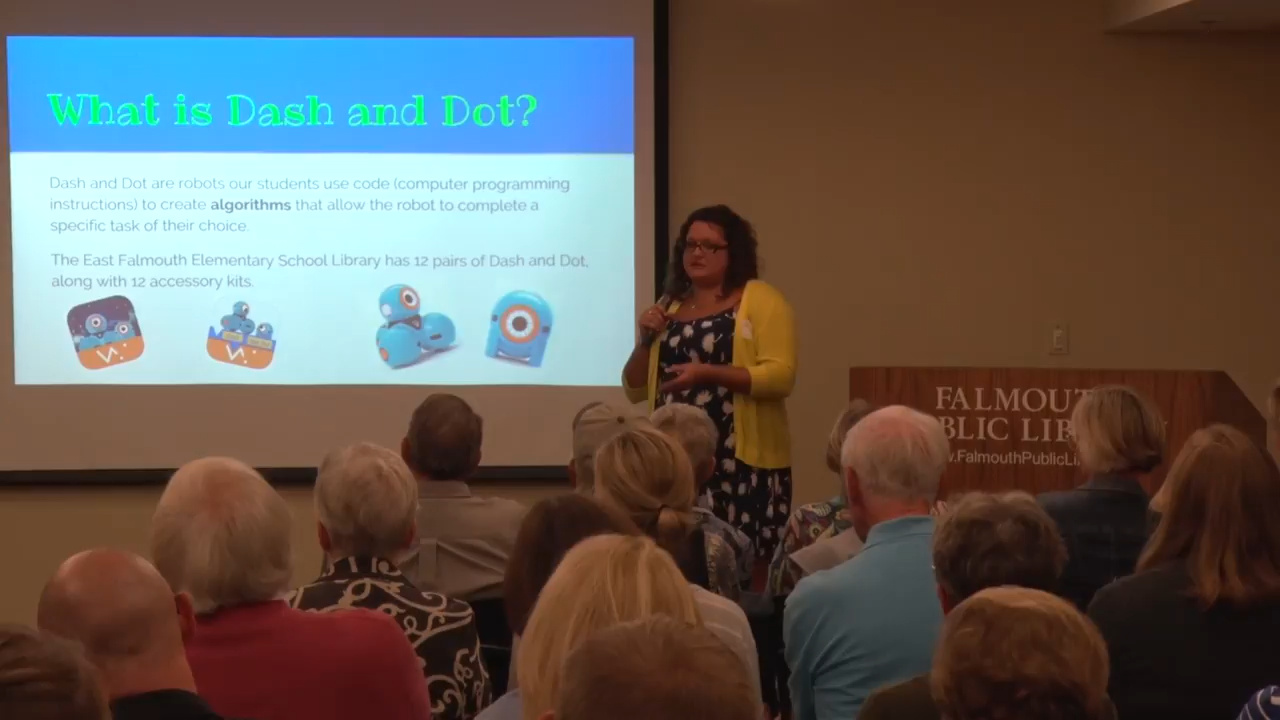 What is Dash and Dot?
Dash and Dot are robots our students use code (computer programming
instructions) to create algorithms that allow the robot to complete a
specific task of their choice.
The East Falmouth Elementary School Library has 12 pairs of Dash and Dot,
along with 12 accessory kits.
FALMOUT
BLIC LIB
w.FalmouthPublicLi